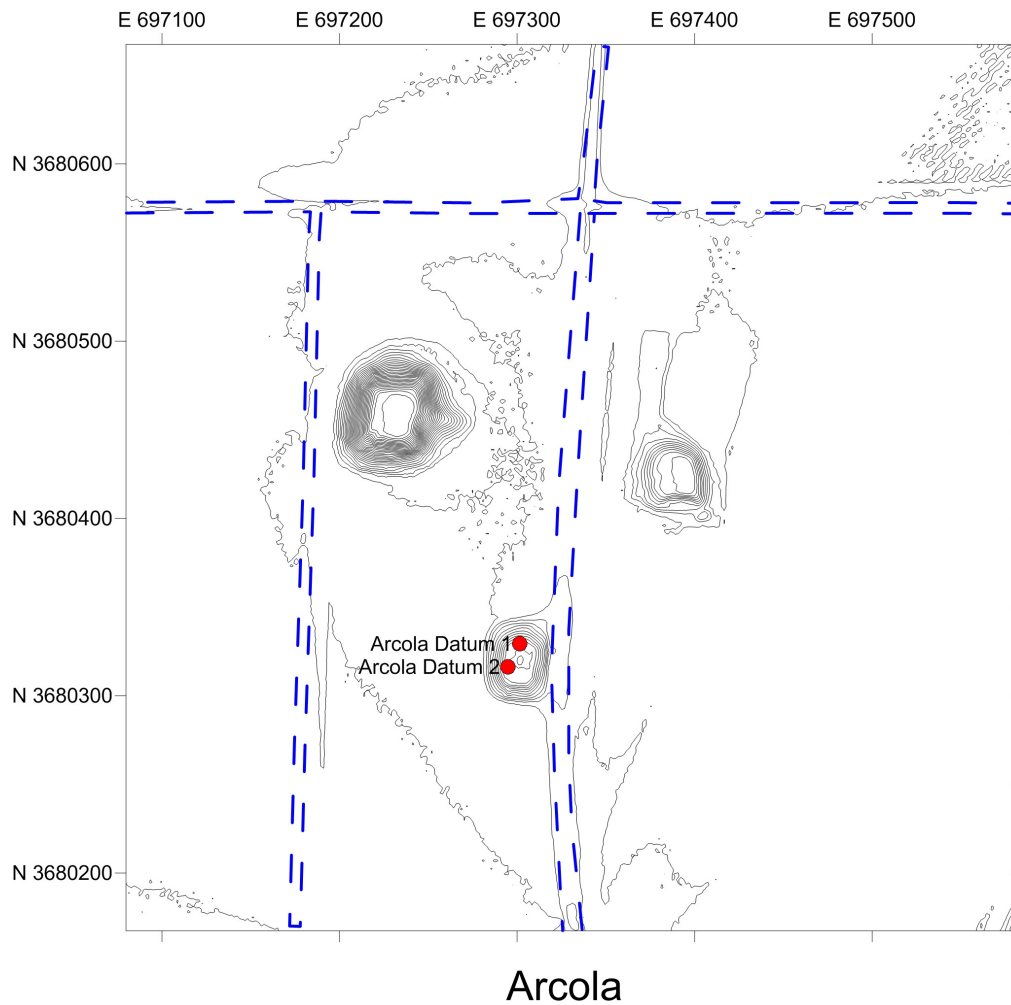 E 697100 E 697200 E 697300 E 697400 E 697500
N 3680600
N 3680500
N 3680400
Arcola Datum 1
Arcola Datum 2
N 3680300
N 3680200
Arcola